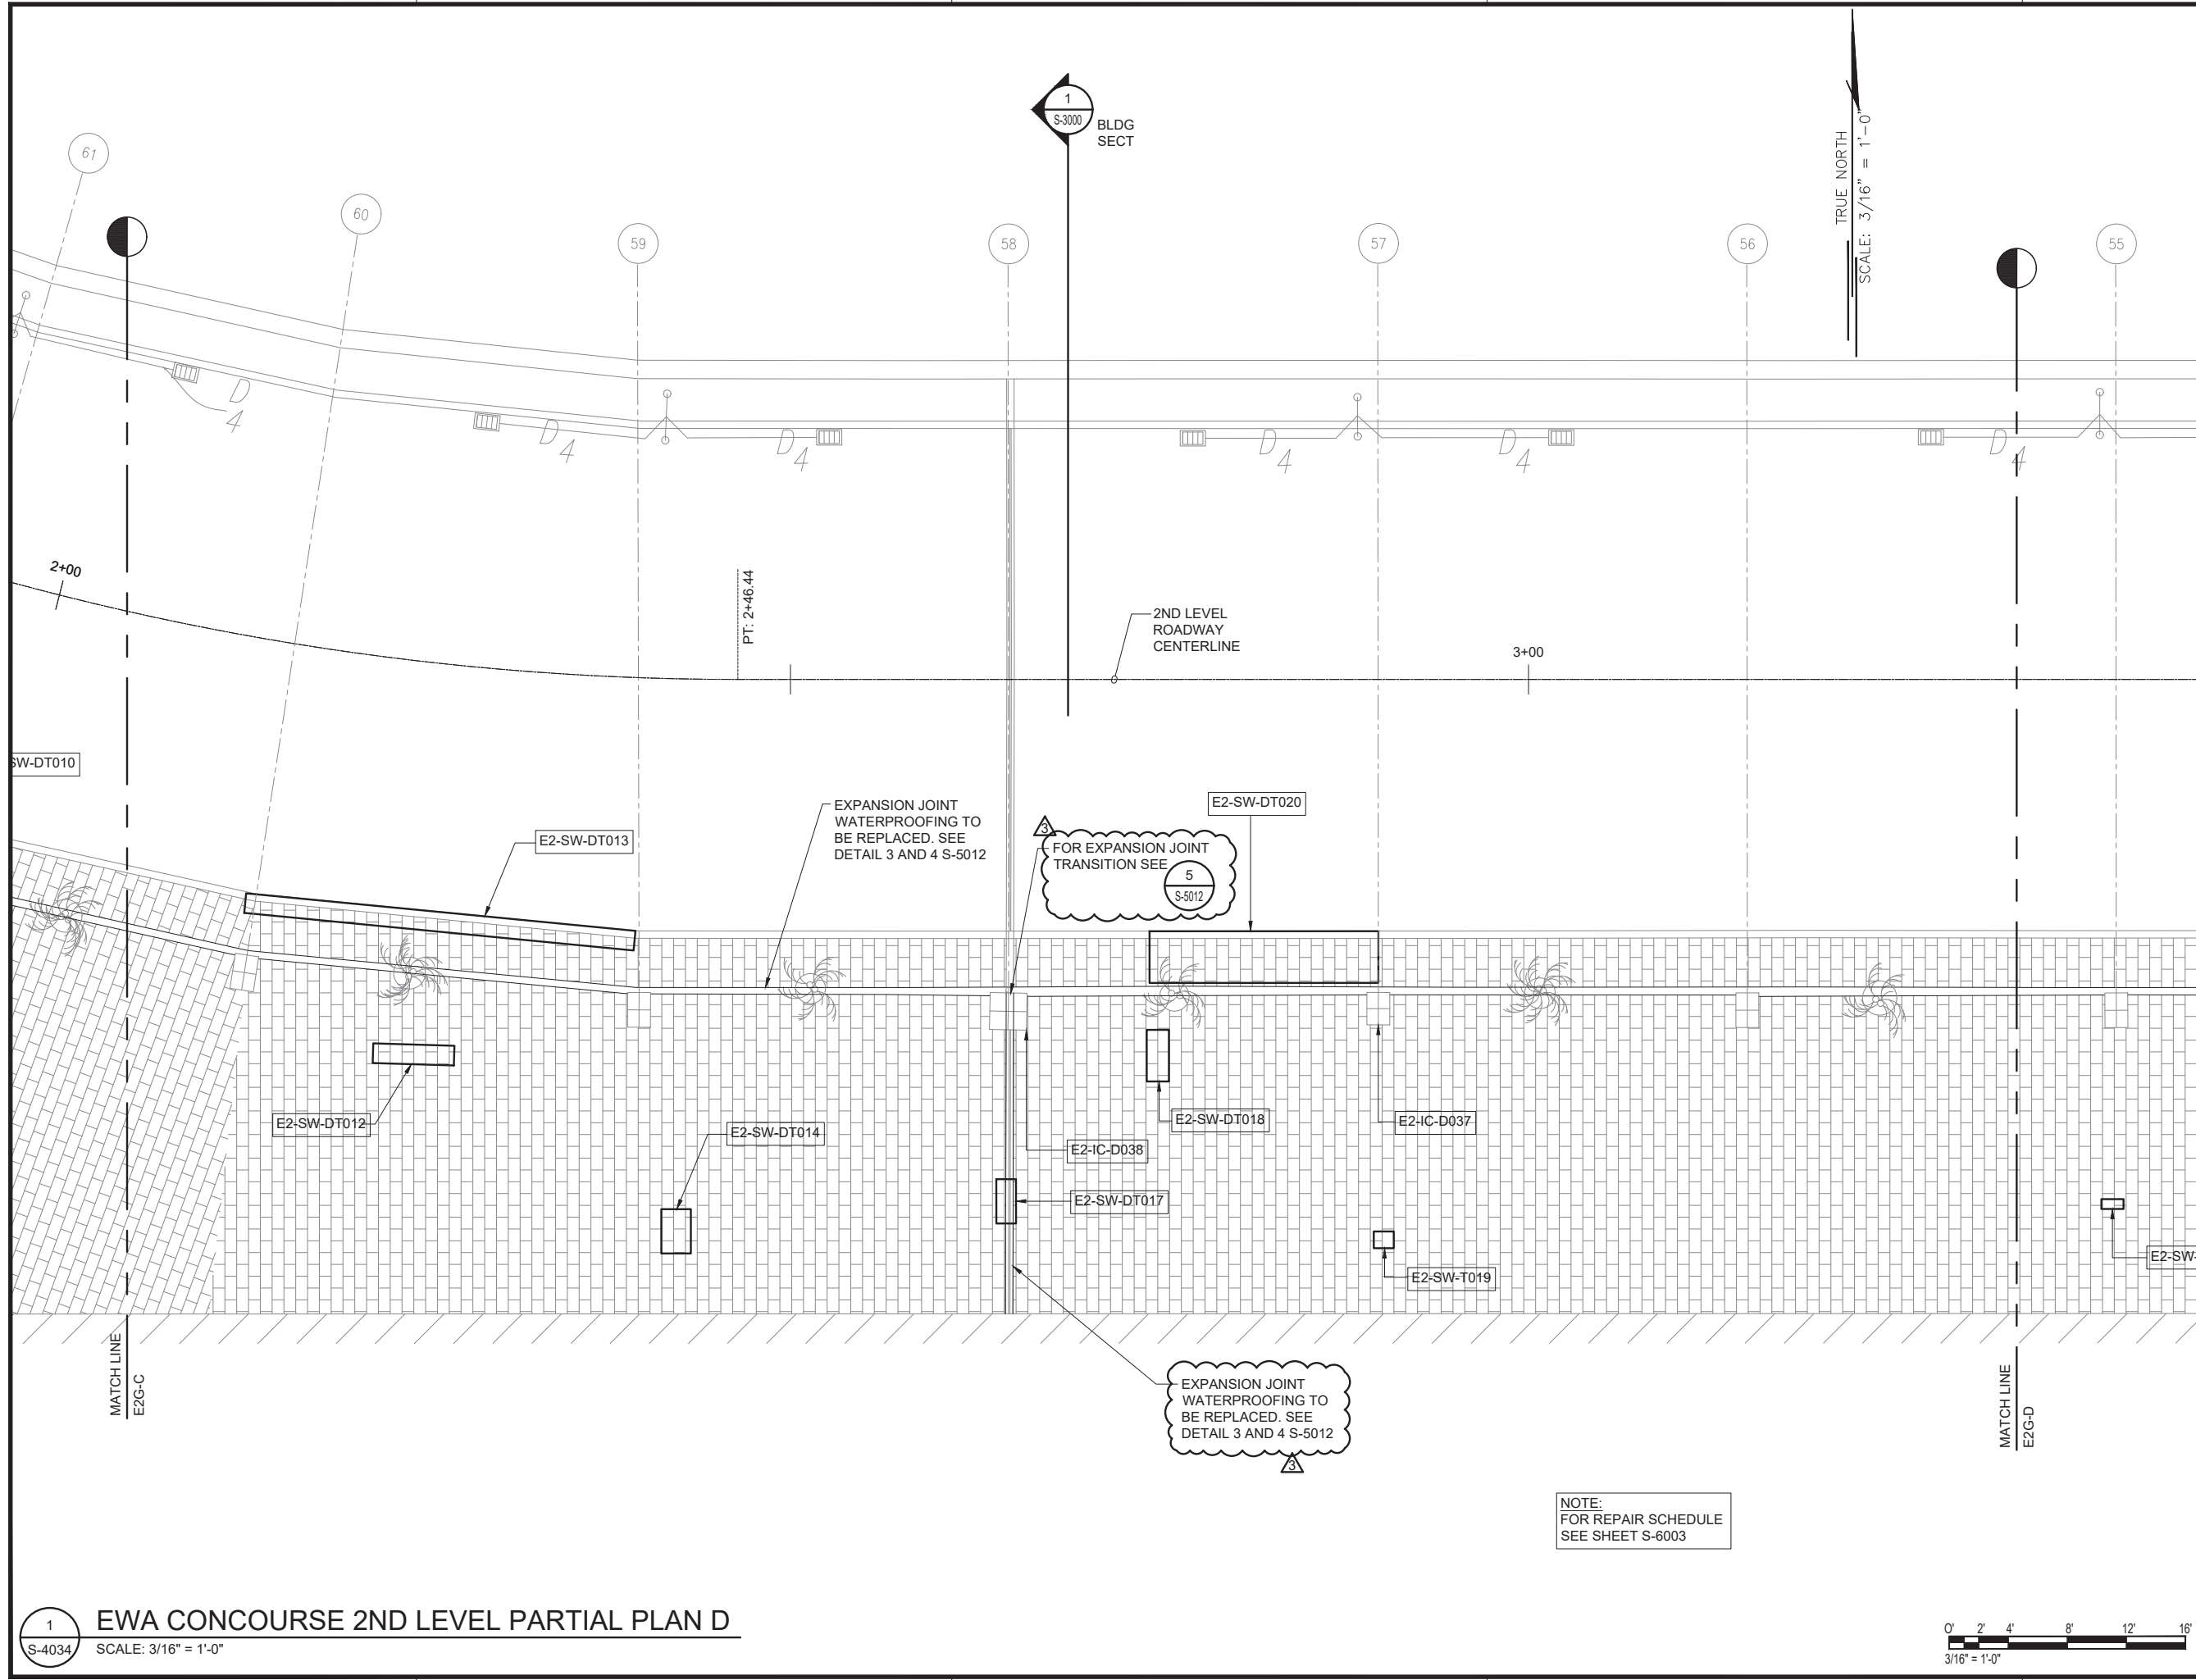 1
S-3000
BLDG
SECT
TRUE NORTH
SCALE: 3/16" = 1'-0"
61
60
59
58
57
56
55
D
4
D
4
D
4
D
4
D
4
D
4
2+00
PT: 2+46.44
2ND LEVEL
ROADWAY
CENTERLINE
3+00
SW-DT010
E2-SW-DT013
EXPANSION JOINT
WATERPROOFING TO
BE REPLACED. SEE
DETAIL 3 AND 4 S-5012
3
FOR EXPANSION JOINT
TRANSITION SEE
5
S-5012
E2-SW-DT020
E2-SW-DT012
E2-SW-DT014
E2-IC-D038
E2-SW-DT018
E2-IC-D037
E2-SW-DT017
E2-SW-T019
E2-SW-
MATCH LINE
E2G-C
EXPANSION JOINT
WATERPROOFING TO
BE REPLACED. SEE
DETAIL 3 AND 4 S-5012
3
MATCH LINE
E2G-D
NOTE:
FOR REPAIR SCHEDULE
SEE SHEET S-6003
1
S-4034
EWA CONCOURSE 2ND LEVEL PARTIAL PLAN D
SCALE: 3/16" = 1'-0"
0' 2' 4' 8' 12' 16'
3/16" = 1'-0"